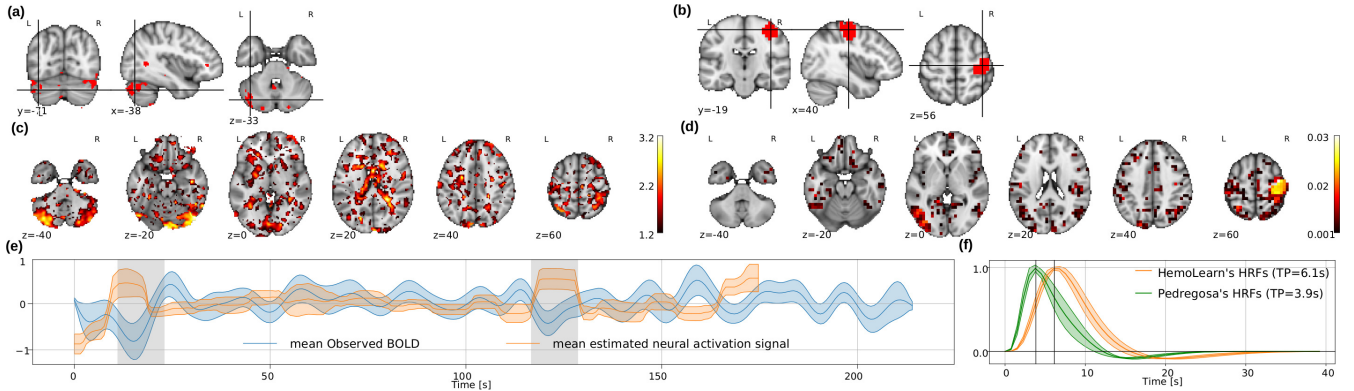 (a)
L
R
y=-71
x=-38
z=-33
(b)
L
R
y=-19
x=40
z=56
(c)
L
R
3.2
2.2
1.2
z=-40
z=-20
z=0
z=20
z=40
z=60
(d)
L
R
0.03
0.02
0.01
0.001
z=-40
z=-20
z=0
z=20
z=40
z=60
(e)
1
0
−1
mean Observed BOLD
mean estimated neural activation signal
0
50
100
150
200
Time [s]
(f)
1.0
0.0
HemoLearn's HRFs (TP=6.1s)
Pedregosa's HRFs (TP=3.9s)
0
10
20
30
40
Time [s]